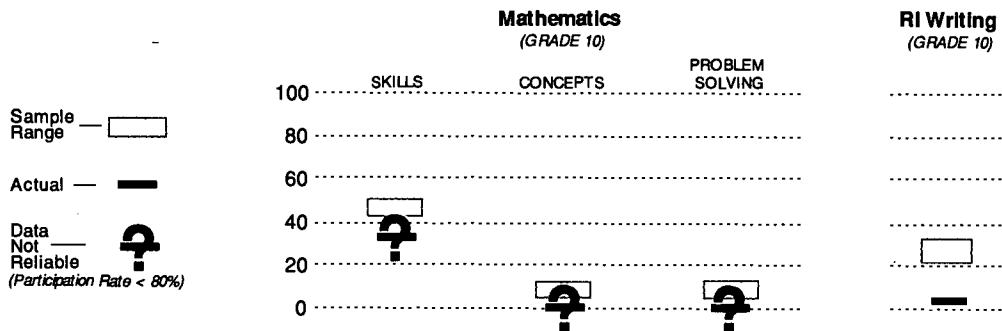 Mathematics
(GRADE 10)
RI Writing
(GRADE 10)
SKILLS
CONCEPTS
PROBLEM
SOLVING
100
80
60
40
20
0
Sample
Range
Actual
Data
Not
Reliable
(Participation Rate < 80%)